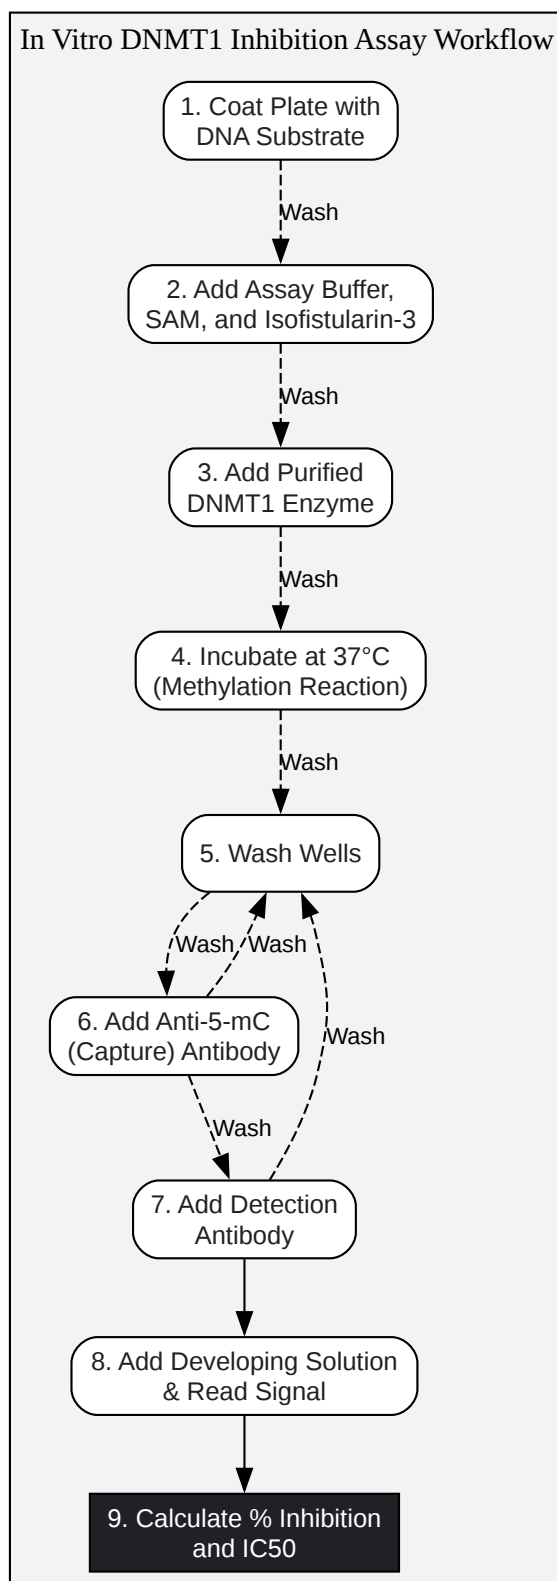 In Vitro DNMT1 Inhibition Assay Workflow
1. Coat Plate with
DNA Substrate
Wash
2. Add Assay Buffer,
SAM, and Isofistularin-3
Wash
3. Add Purified
DNMT1 Enzyme
Wash
4. Incubate at 37°C
(Methylation Reaction)
Wash
5. Wash Wells
Wash
Wash
6. Add Anti-5-mC
(Capture) Antibody
Wash
Wash
7. Add Detection
Antibody
8. Add Developing Solution
& Read Signal
9. Calculate % Inhibition
and IC50